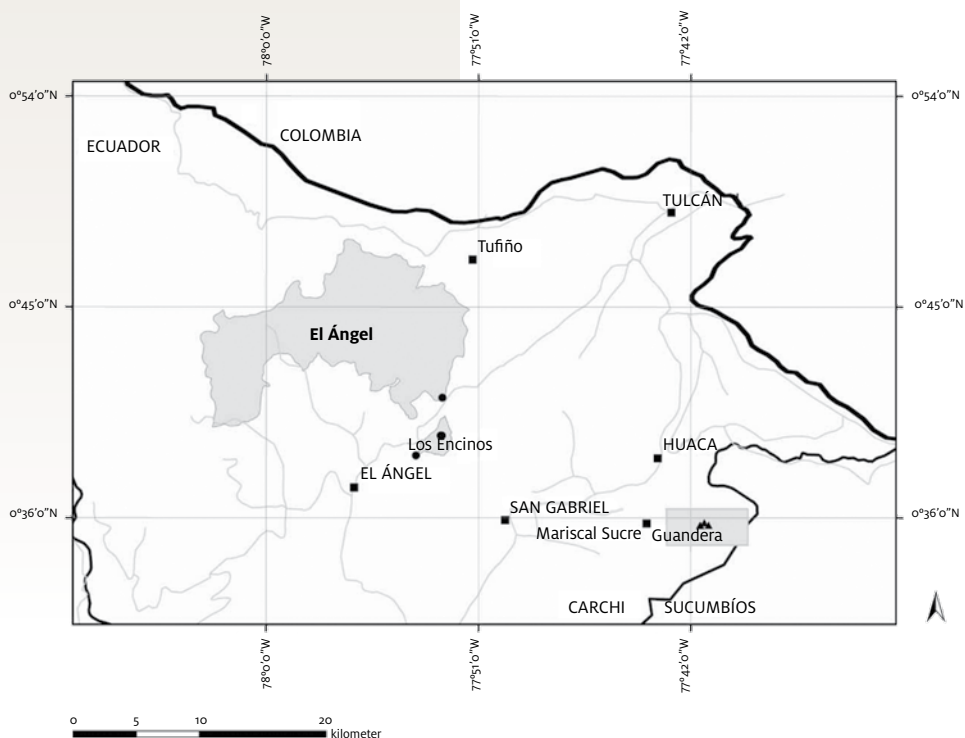 78°0'0"W
77°51'0"W
77°42'0"W
0°54'0"N
0°54'0"N
ECUADOR
COLOMBIA
TULCÁN
Tufiño
0°45'0"N
0°45'0"N
El Ángel
Los Encinos
HUACA
EL ÁNGEL
SAN GABRIEL
0°36'0"N
0°36'0"N
Mariscal Sucre
Guandera
CARCHI
SUCUMBÍOS
78°0'0"W
77°51'0"W
77°42'0"W
0 5 10 20
kilometer